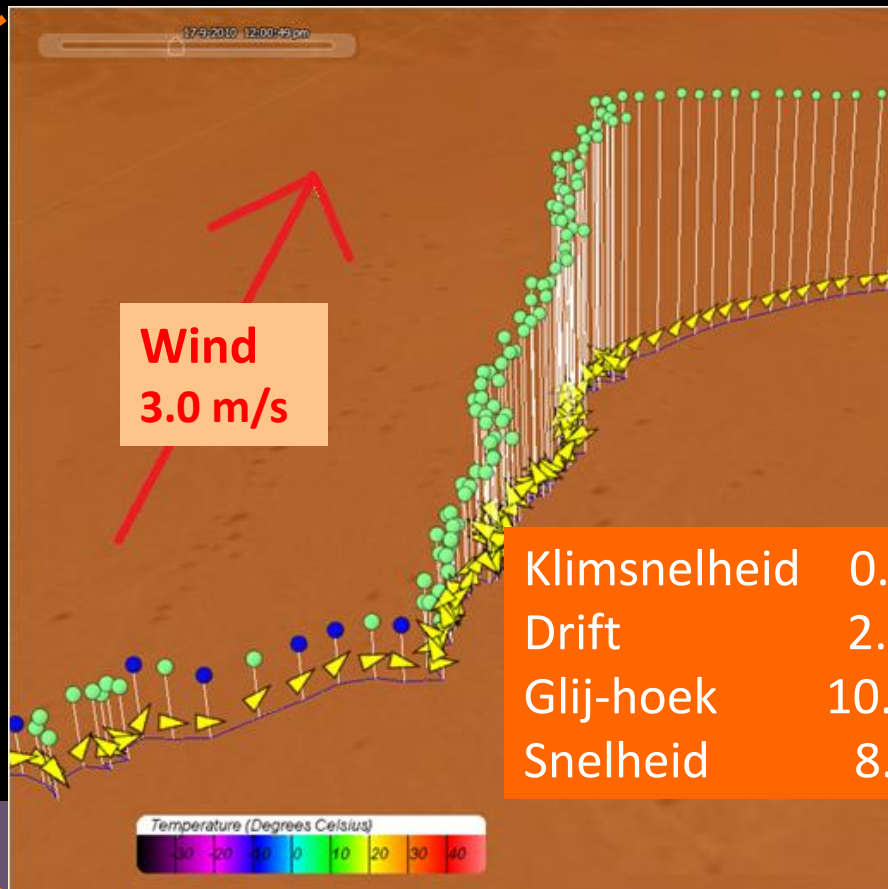 17-9-2010 12:00:49 pm
Wind
3.0 m/s
Klimsnelheid 0.
Drift 2.
Glij-hoek 10.
Snelheid 8.
Temperature (Degrees Celsius)
-30 -20 -10 0 10 20 30 40